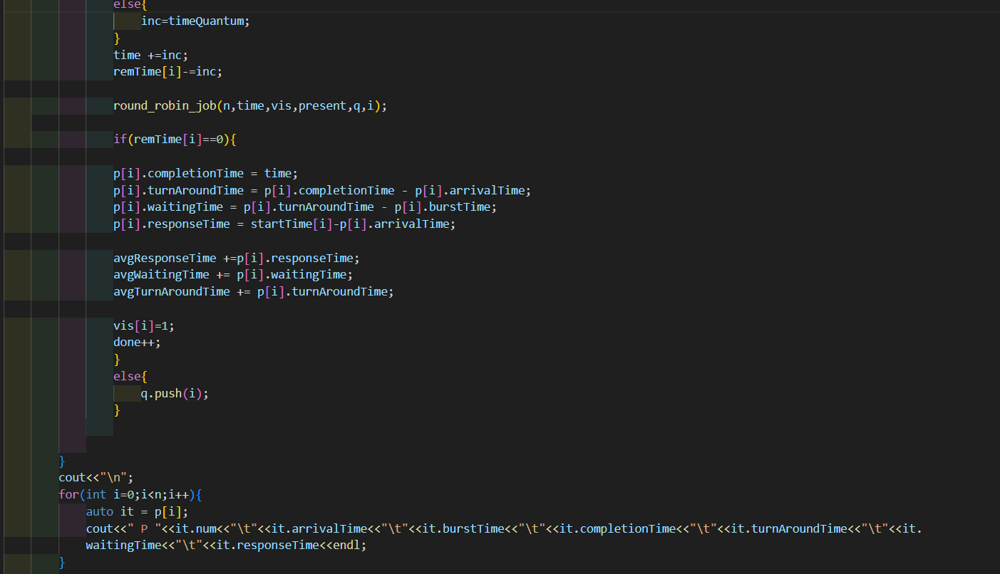 else{
inc=timeQuantum;
}
time +=inc;
remTime[i]-=inc;
round_robin_job(n,time,vis,present,q,i);
if(remTime[i]==0){
p[i].completionTime = time;
p[i].turnAroundTime = p[i].completionTime - p[i].arrivalTime;
p[i].waitingTime = p[i].turnAroundTime - p[i].burstTime;
p[i].responseTime = startTime[i]-p[i].arrivalTime;
avgResponseTime +=p[i].responseTime;
avgWaitingTime += p[i].waitingTime;
avgTurnAroundTime += p[i].turnAroundTime;
vis[i]=1;
done++;
}
else{
q.push(i);
}
}
cout<<"\n";
for(int i=0;i<n;i++){
auto it = p[i];
cout<<" P "<<it.num<<"\t"<<it.arrivalTime<<"\t"<<it.burstTime<<"\t"<<it.completionTime<<"\t"<<it.turnAroundTime<<"\t"<<it.
waitingTime<<"\t"<<it.responseTime<<endl;
}